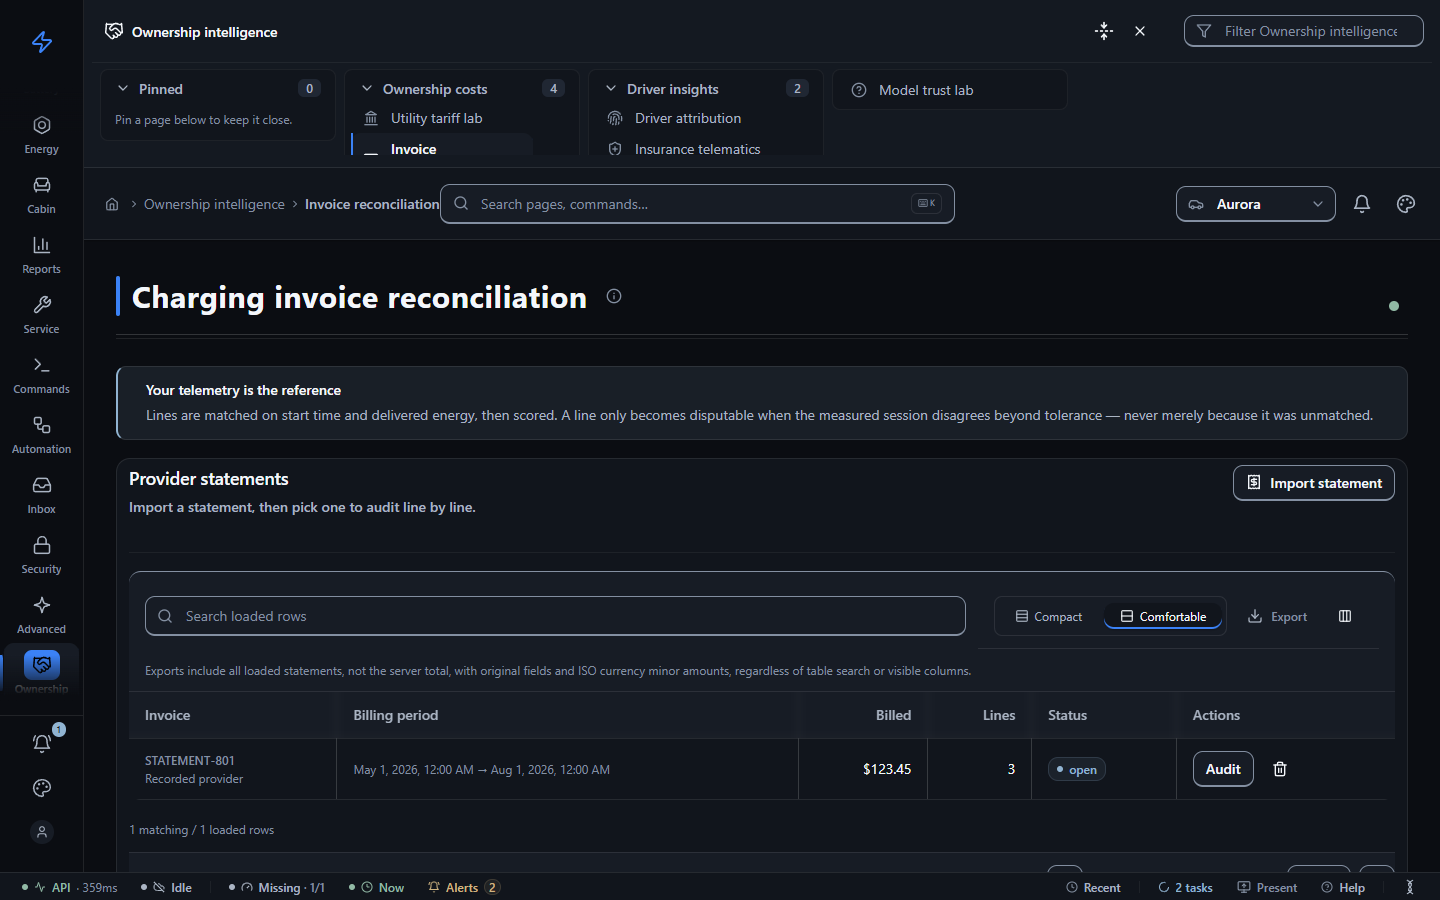 Ownership intelligence
Filter Ownership intelligence
Pinned 0
Pin a page below to keep it close.
Ownership costs 4
Utility tariff lab
Invoice
Driver insights 2
Driver attribution
Insurance telematics
Model trust lab
Energy
Cabin
Reports
Service
Commands
Automation
Inbox
Security
Advanced
Ownership
1
Ownership intelligence
Invoice reconciliation
Search pages, commands...
K
Aurora
Charging invoice reconciliation
Your telemetry is the reference
Lines are matched on start time and delivered energy, then scored. A line only becomes disputable when the measured session disagrees beyond tolerance — never merely because it was unmatched.
Provider statements
Import a statement, then pick one to audit line by line.
Import statement
Search loaded rows
Compact
Comfortable
Export
Exports include all loaded statements, not the server total, with original fields and ISO currency minor amounts, regardless of table search or visible columns.
Invoice Billing period Billed Lines Status Actions
STATEMENT-801
Recorded provider
May 1, 2026, 12:00 AM → Aug 1, 2026, 12:00 AM
$123.45
3
open
Audit
1 matching / 1 loaded rows
API · 359ms
Idle
Missing · 1/1
Now
Alerts 2
Recent
2 tasks
Present
Help